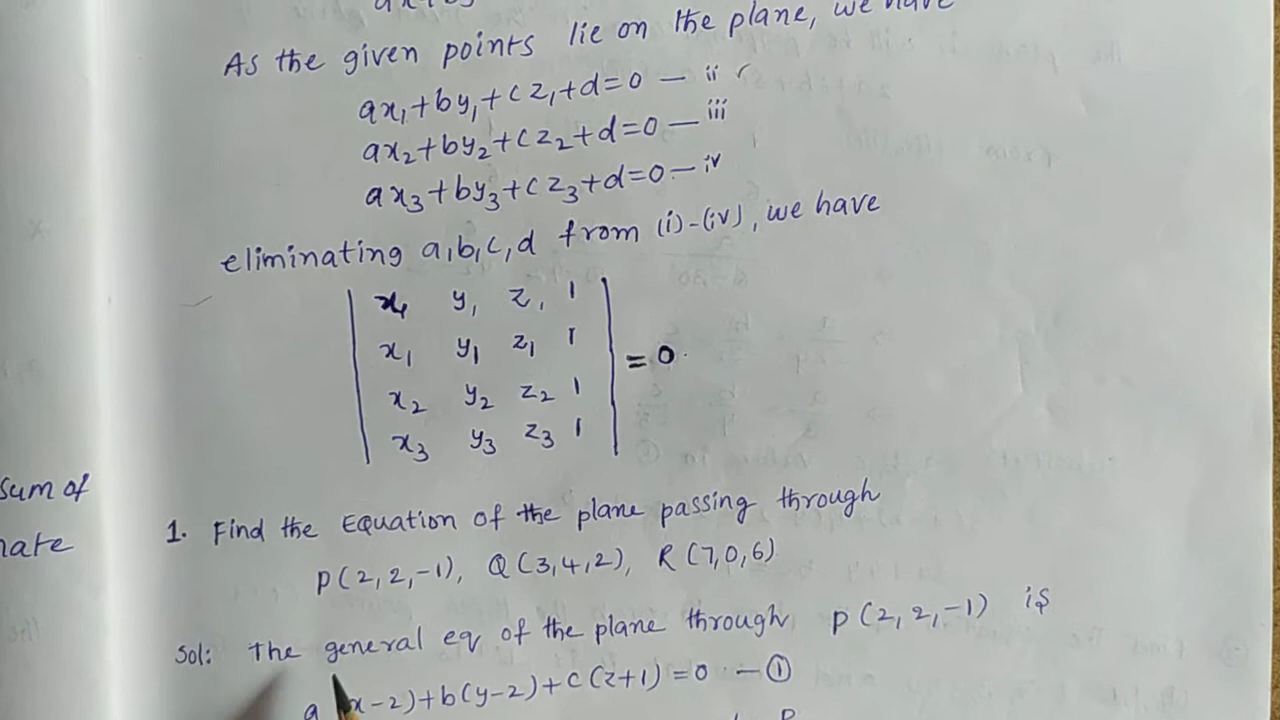 As the given points lie on the plane, we have
ax₁+by₁+cz₁+d=0 — ii
ax₂+by₂+cz₂+d=0 — iii
ax₃+by₃+cz₃+d=0 — iv
eliminating a,b,c,d from (i)-(iv), we have
x y z 1
x₁ y₁ z₁ 1
x₂ y₂ z₂ 1 = 0
x₃ y₃ z₃ 1
sum of
1. Find the Equation of the plane passing through
P(2,2,-1), Q(3,4,2), R(7,0,6)
Sol: The general eq of the plane through P(2,2,-1) is
a(x-2)+b(y-2)+c(z+1)=0 — ①